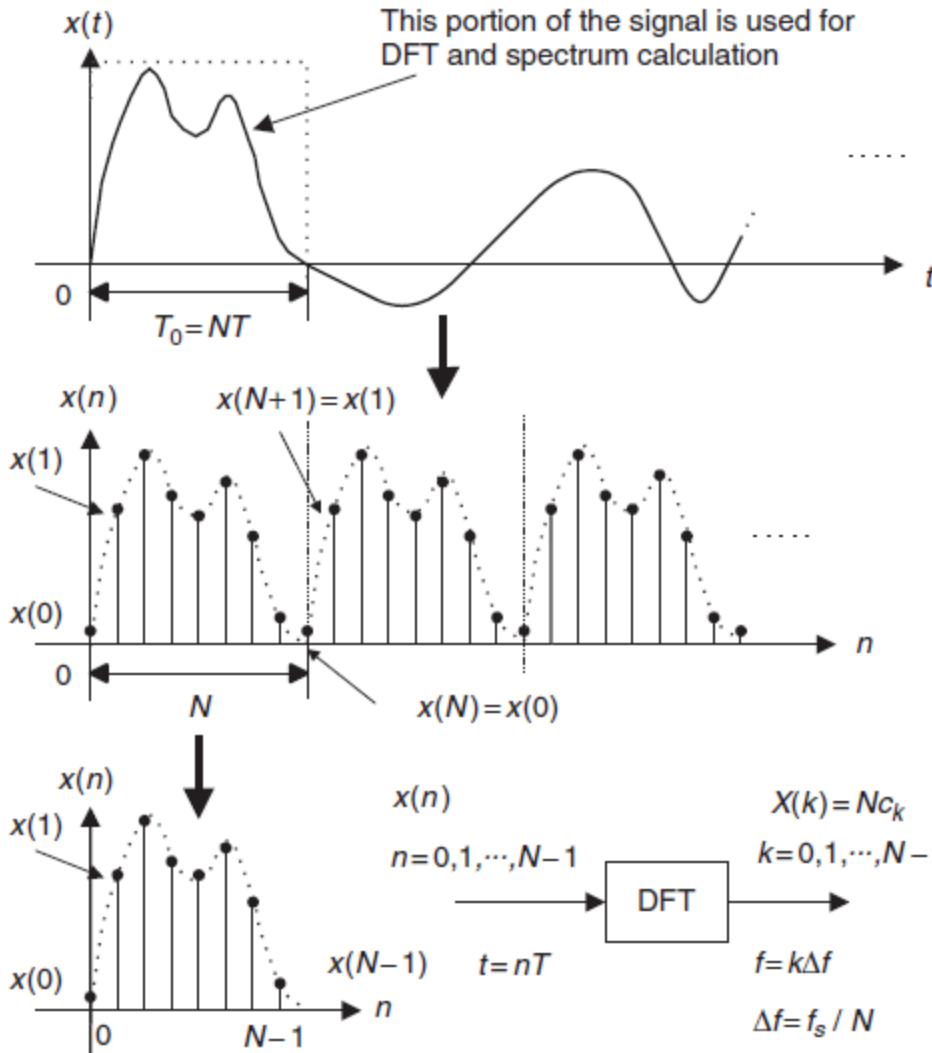 x(t)
This portion of the signal is used for
DFT and spectrum calculation
0
t
T₀=NT
x(n)
x(N+1)=x(1)
x(1)
x(0)
0
n
N
x(N)=x(0)
x(n)
x(1)
x(0)
x(N−1)
0
N−1
n
x(n)
n=0,1,···,N−1
t=nT
DFT
X(k)=Ncₖ
k=0,1,···,N−
f=kΔf
Δf=fₛ / N